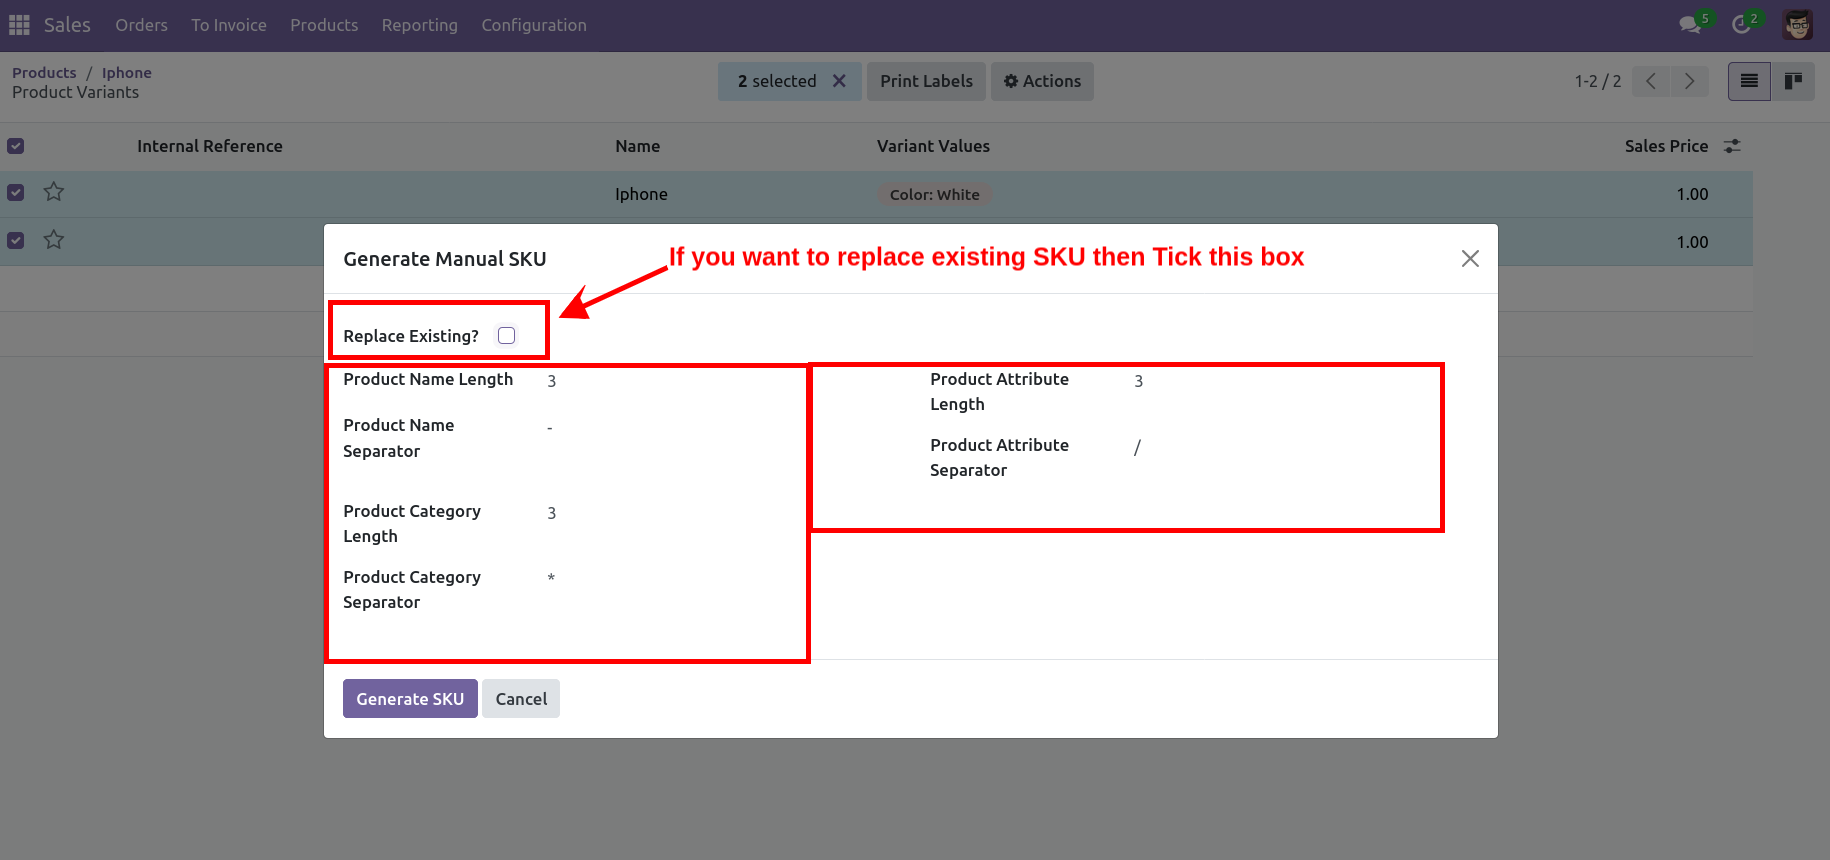 Sales Orders To Invoice Products Reporting Configuration 5 2
Products / Iphone
Product Variants
2 selected Print Labels Actions 1-2 / 2
Internal Reference Name Variant Values Sales Price
Iphone Color: White 1.00
1.00
Generate Manual SKU
If you want to replace existing SKU then Tick this box
Replace Existing?
Product Name Length 3
Product Name
Separator -
Product Category
Length 3
Product Category
Separator *
Product Attribute
Length 3
Product Attribute
Separator /
Generate SKU Cancel